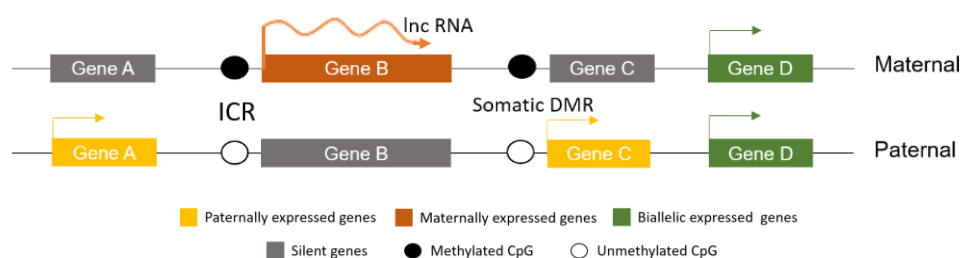 lnc RNA
Gene A Gene B Gene C Gene D Maternal
ICR Somatic DMR
Gene A Gene B Gene C Gene D Paternal
Paternally expressed genes Maternally expressed genes Biallelic expressed genes
Silent genes Methylated CpG Unmethylated CpG